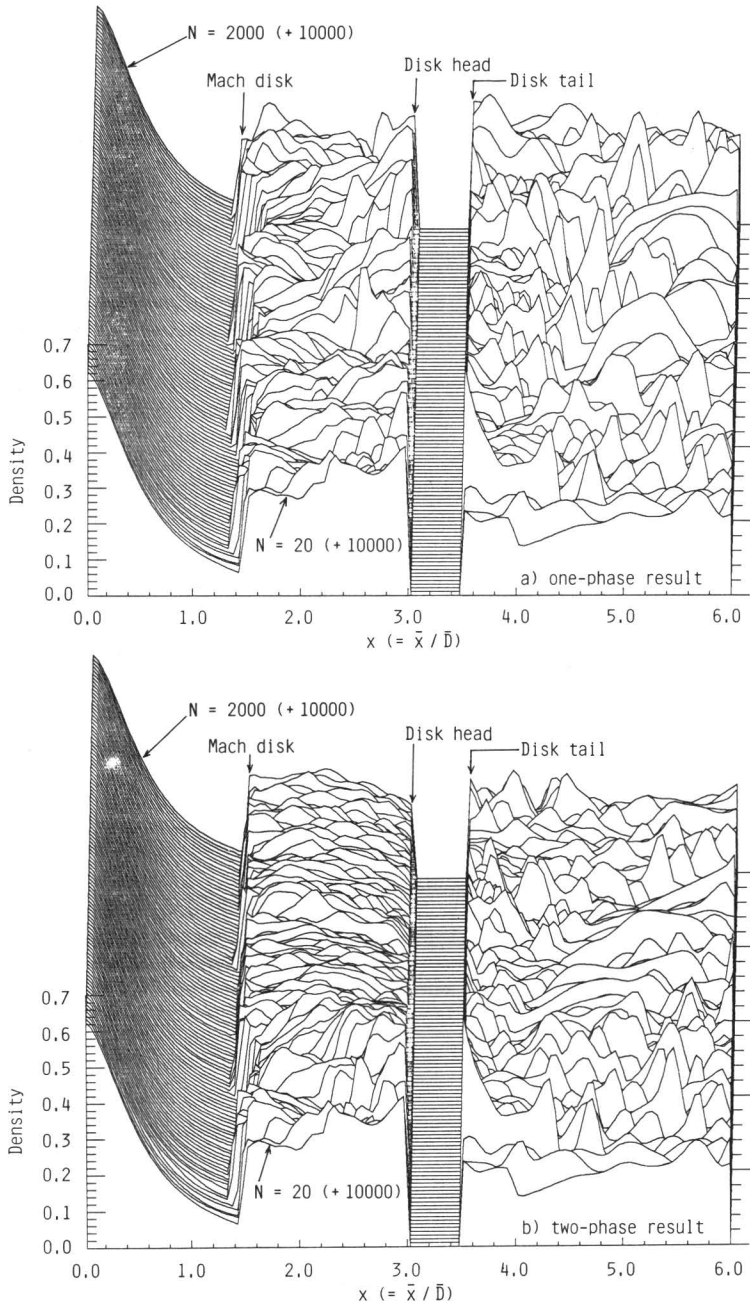 N = 2000 (+10000)
Mach disk
Disk head
Disk tail
0.7
0.6
0.5
0.4
0.3
0.2
0.1
0.0
Density
N = 20 (+10000)
a) one-phase result
0.0 1.0 2.0 3.0 4.0 5.0 6.0
x (= x̄ / D̄)
N = 2000 (+10000)
Mach disk
Disk head
Disk tail
0.7
0.6
0.5
0.4
0.3
0.2
0.1
0.0
Density
N = 20 (+10000)
b) two-phase result
0.0 1.0 2.0 3.0 4.0 5.0 6.0
x (= x̄ / D̄)